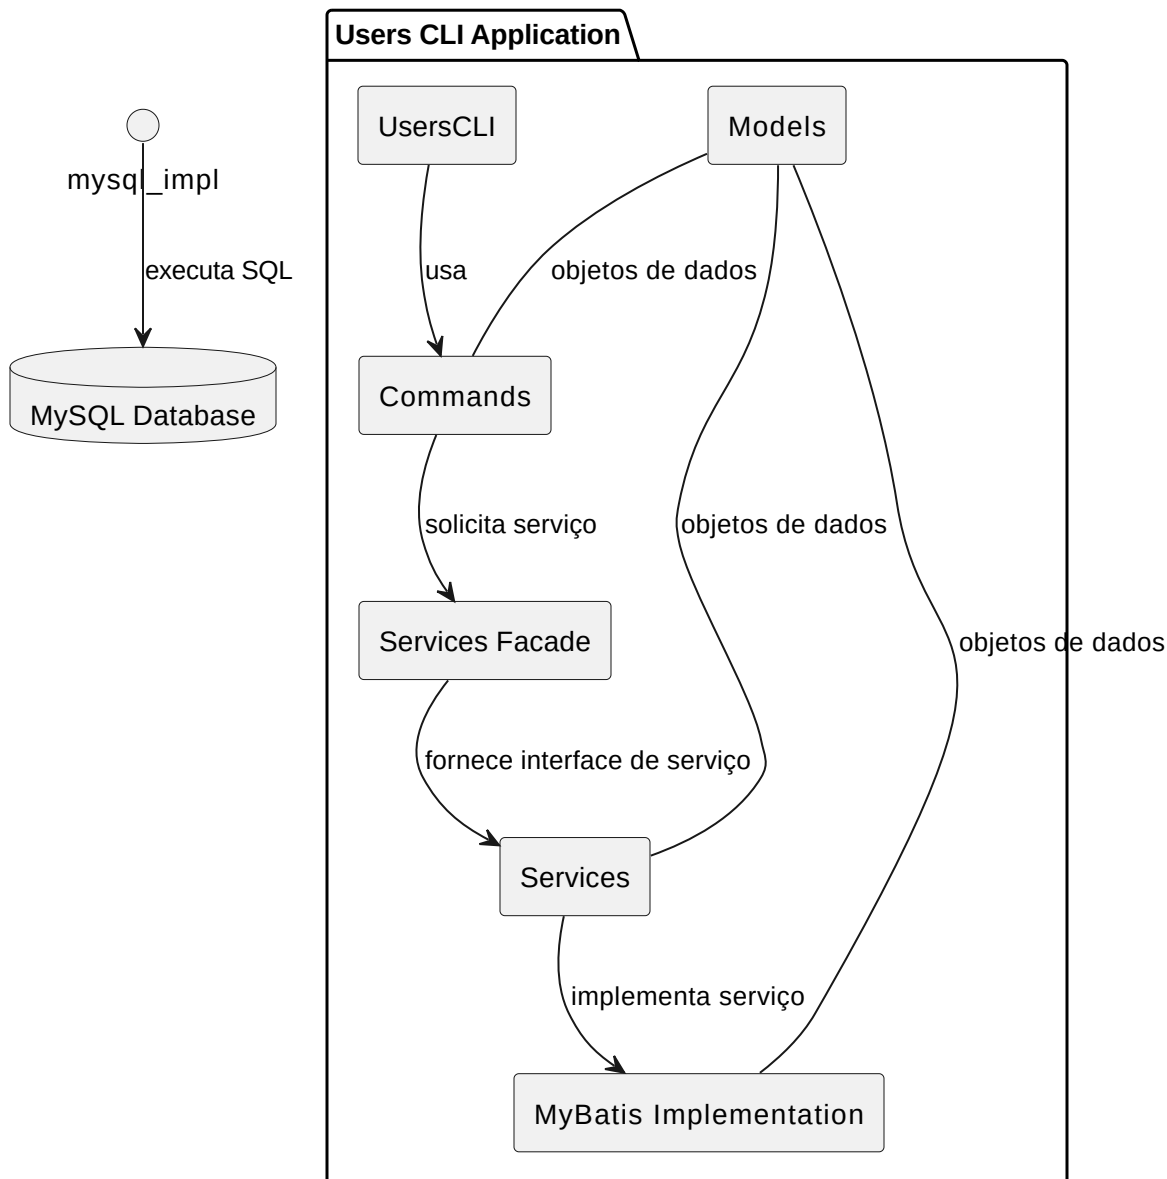 Users CLI Application
UsersCLI
Models
mysql_impl
executa SQL
usa
objetos de dados
MySQL Database
Commands
solicita serviço
objetos de dados
Services Facade
objetos de dados
fornece interface de serviço
Services
implementa serviço
MyBatis Implementation